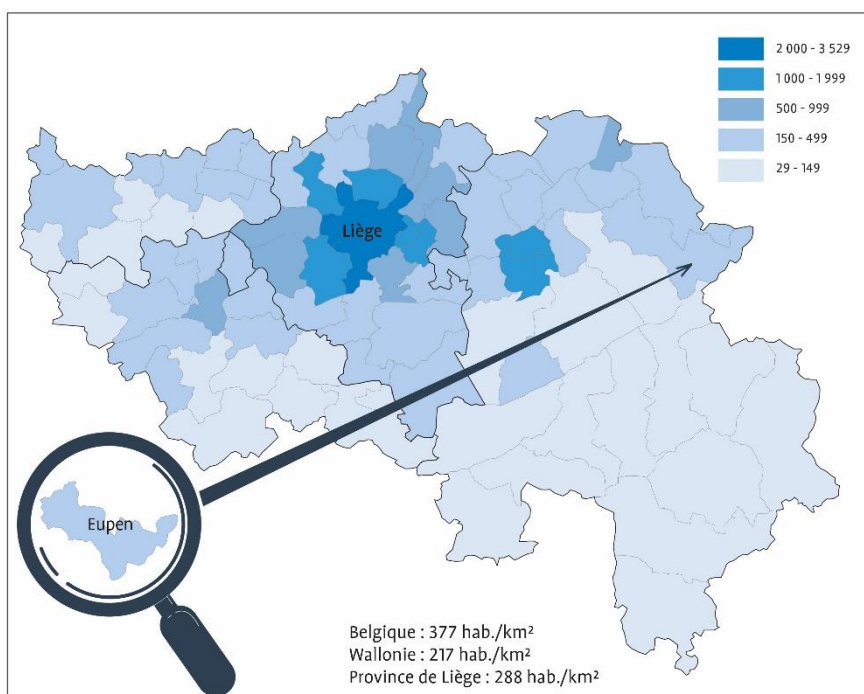 2 000 - 3 529
1 000 - 1 999
500 - 999
150 - 499
29 - 149
Liège
Eupen
Belgique : 377 hab./km²
Wallonie : 217 hab./km²
Province de Liège : 288 hab./km²